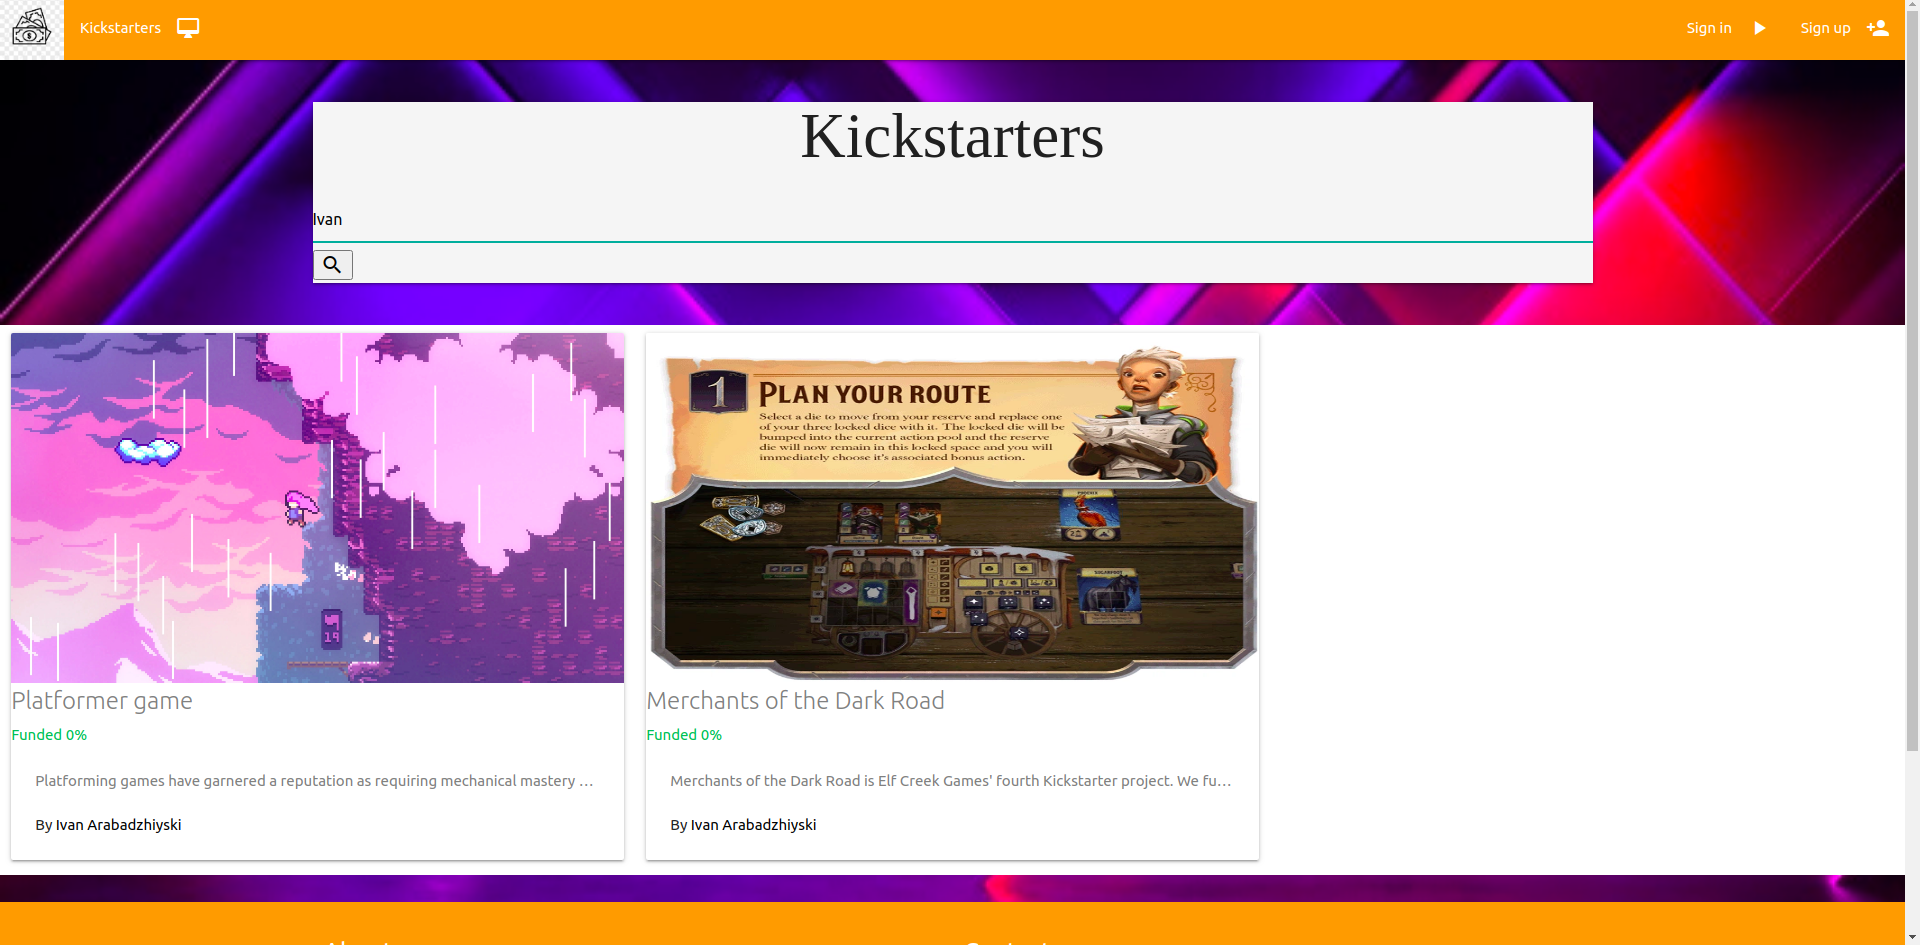 Kickstarters
Sign in
Sign up
Kickstarters
Ivan
1
PLAN YOUR ROUTE
Select a die to move from your reserve and replace one
of your three locked dice with it. The locked die will be
bumped into the current action pool and the reserve
die will now remain in this locked space and you will
immediately choose it's associated bonus action.
19
Platformer game
Funded 0%
Platforming games have garnered a reputation as requiring mechanical mastery ...
By Ivan Arabadzhiyski
Merchants of the Dark Road
Funded 0%
Merchants of the Dark Road is Elf Creek Games' fourth Kickstarter project. We fu...
By Ivan Arabadzhiyski